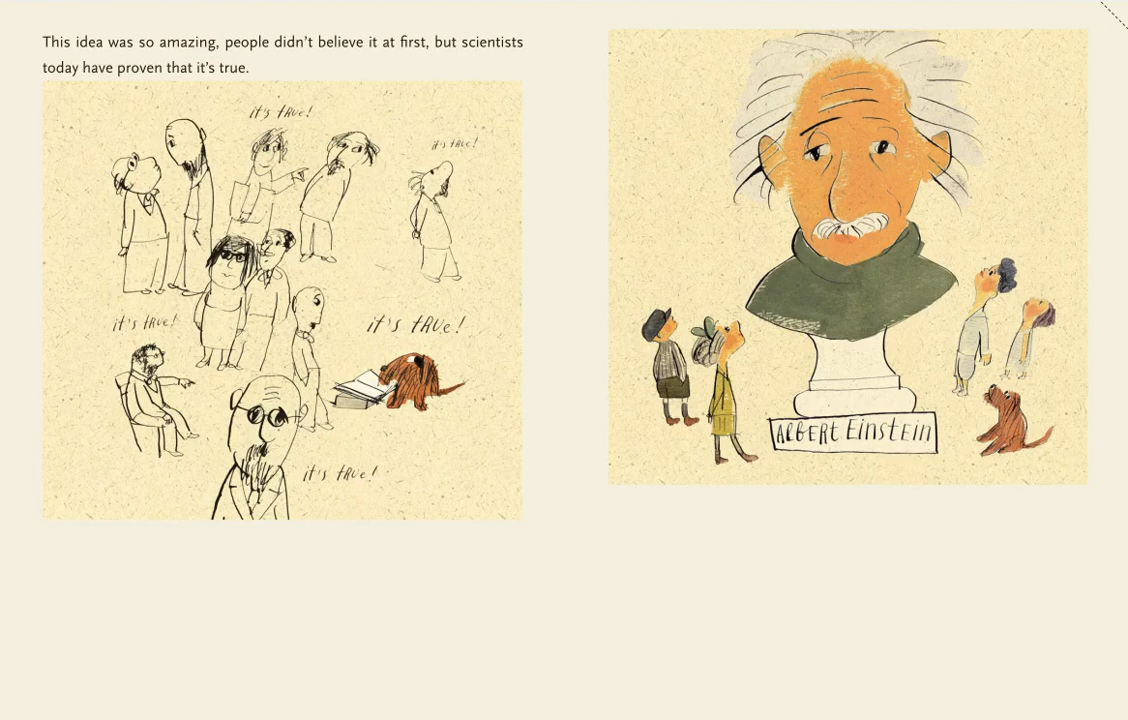 This idea was so amazing, people didn't believe it at first, but scientists
today have proven that it's true.
it's tRue!
it's tRue!
it's tRue!
it's tRUe!
it's tRue!
ALBERT EinsteiN